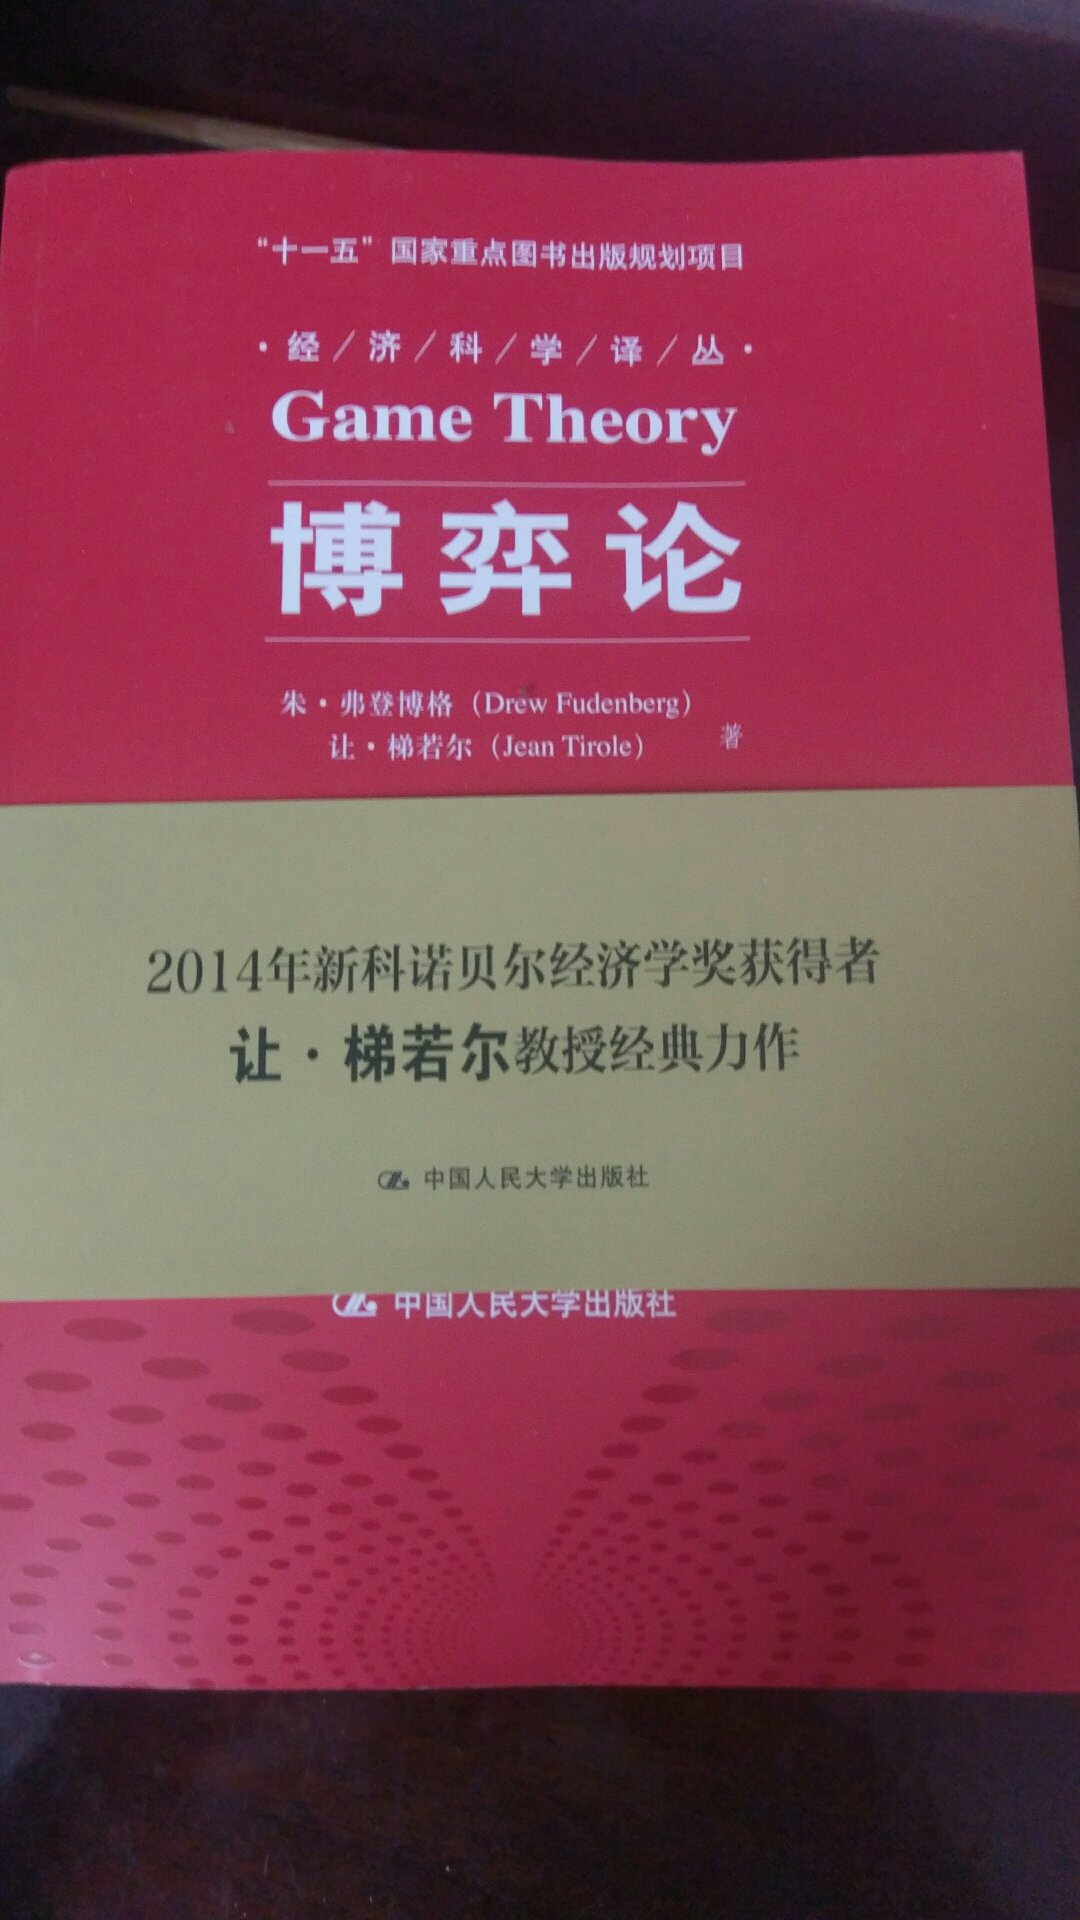 “十一五”国家重点图书出版规划项目
·经/济/科/学/译/丛·
Game Theory
博弈论
朱·弗登博格（Drew Fudenberg）
让·梯若尔（Jean Tirole） 著
2014年新科诺贝尔经济学奖获得者
让·梯若尔教授经典力作
中国人民大学出版社
中国人民大学出版社